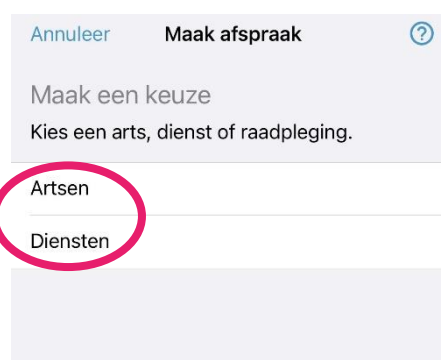 Annuleer Maak afspraak ?
Maak een keuze
Kies een arts, dienst of raadpleging.
Artsen
Diensten